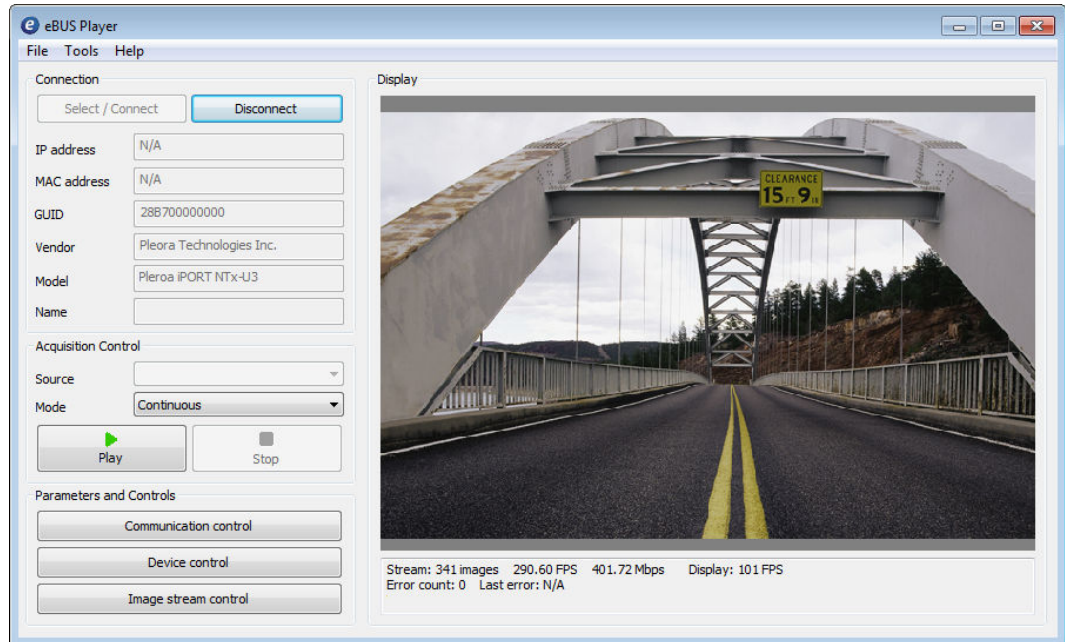 eBUS Player
File Tools Help
Connection
Select / Connect Disconnect
IP address N/A
MAC address N/A
GUID 28B700000000
Vendor Pleora Technologies Inc.
Model Pleroa iPORT NTx-U3
Name
Acquisition Control
Source
Mode Continuous
Play Stop
Parameters and Controls
Communication control
Device control
Image stream control
Display
CLEARANCE
15 FT 9 IN
Stream: 341 images 290.60 FPS 401.72 Mbps Display: 101 FPS
Error count: 0 Last error: N/A